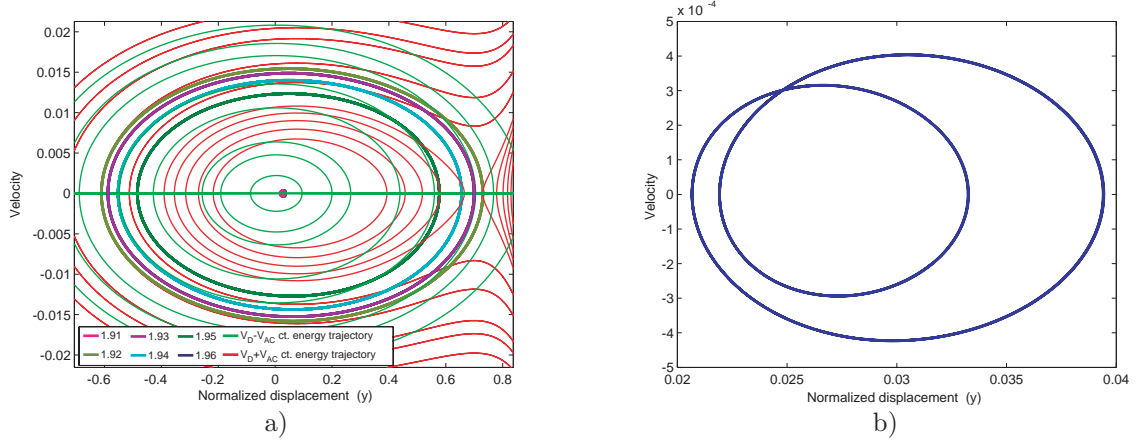 0.02
0.015
0.01
0.005
0
-0.005
-0.01
-0.015
-0.02
Velocity
1.91 1.93 1.95 V_D-V_AC ct. energy trajectory
1.92 1.94 1.96 V_D+V_AC ct. energy trajectory
-0.6 -0.4 -0.2 0 0.2 0.4 0.6 0.8
Normalized displacement (y)
a)
x 10^-4
5
4
3
2
1
0
-1
-2
-3
-4
-5
Velocity
0.02 0.025 0.03 0.035 0.04
Normalized displacement (y)
b)